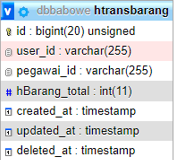 v dbbabowe htransbarang
id : bigint(20) unsigned
user_id : varchar(255)
pegawai_id : varchar(255)
# hBarang_total : int(11)
created_at : timestamp
updated_at : timestamp
deleted_at : timestamp